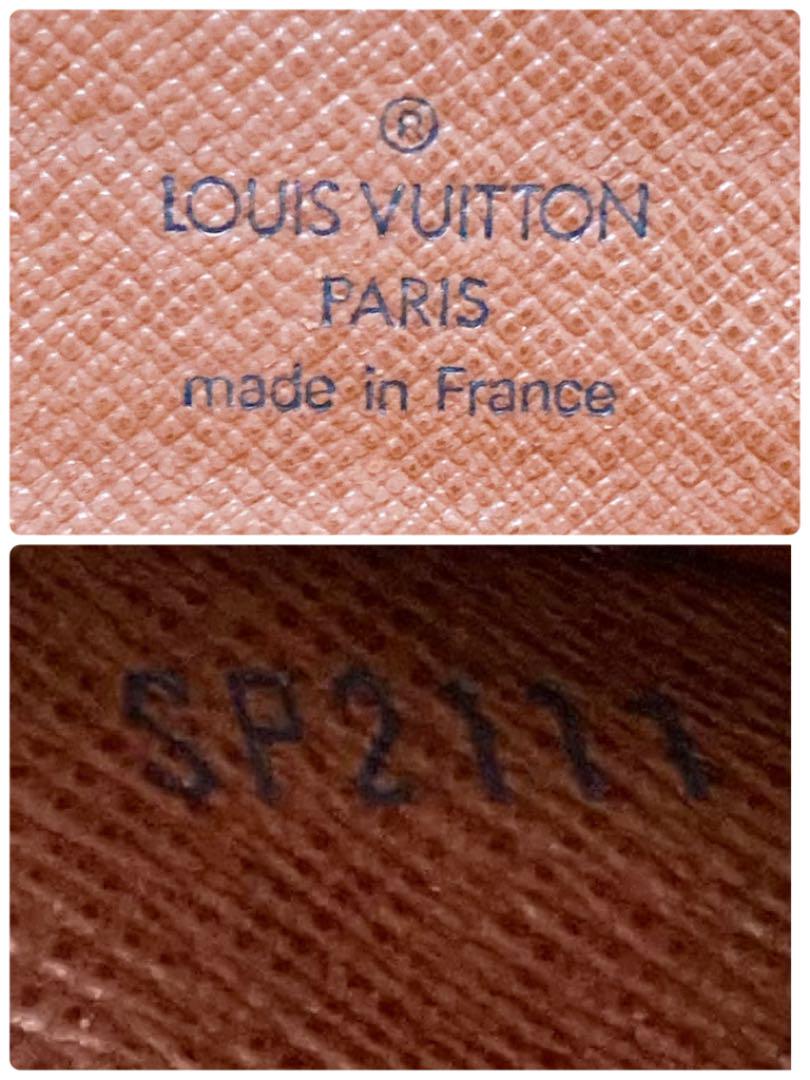 ®
LOUIS VUITTON
PARIS
made in France
SP2111